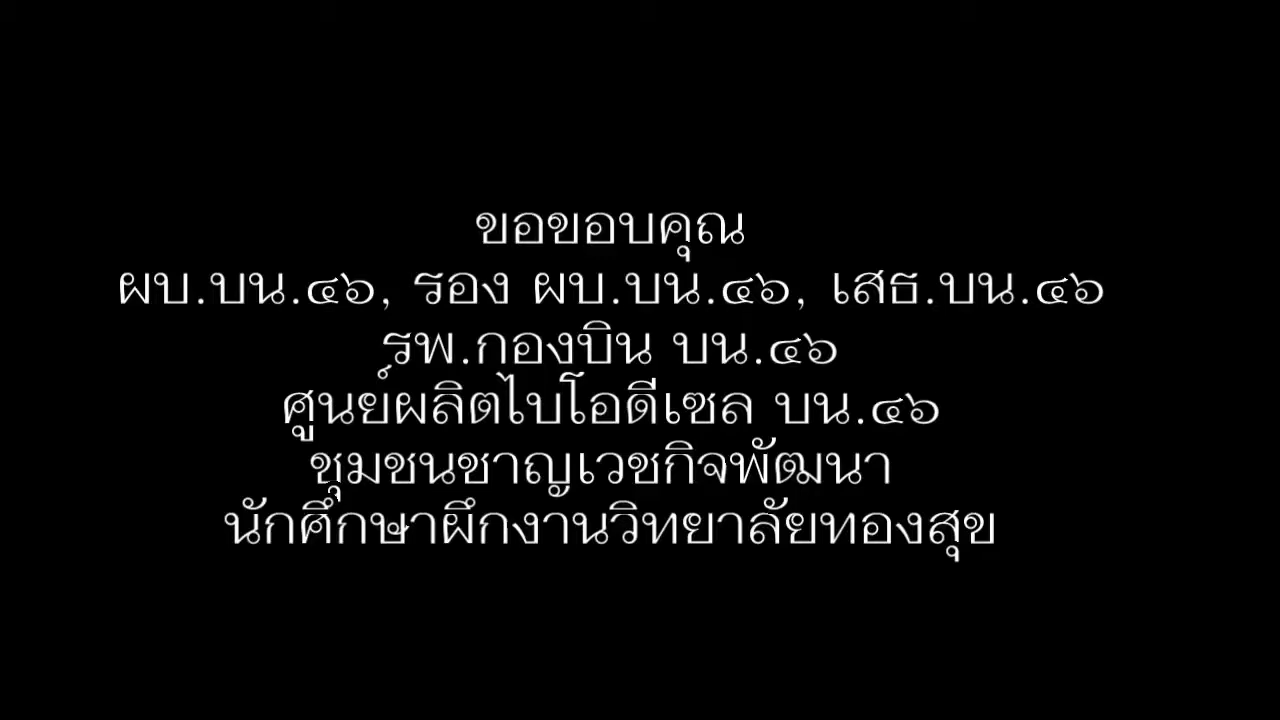 ขอขอบคุณ
ผบ.บน.๔๖, รอง ผบ.บน.๔๖, เสธ.บน.๔๖
รพ.กองบิน บน.๔๖
ศูนย์ผลิตไบโอดีเซล บน.๔๖
ชุมชนชาญเวชกิจพัฒนา
นักศึกษาฝึกงานวิทยาลัยทองสุข